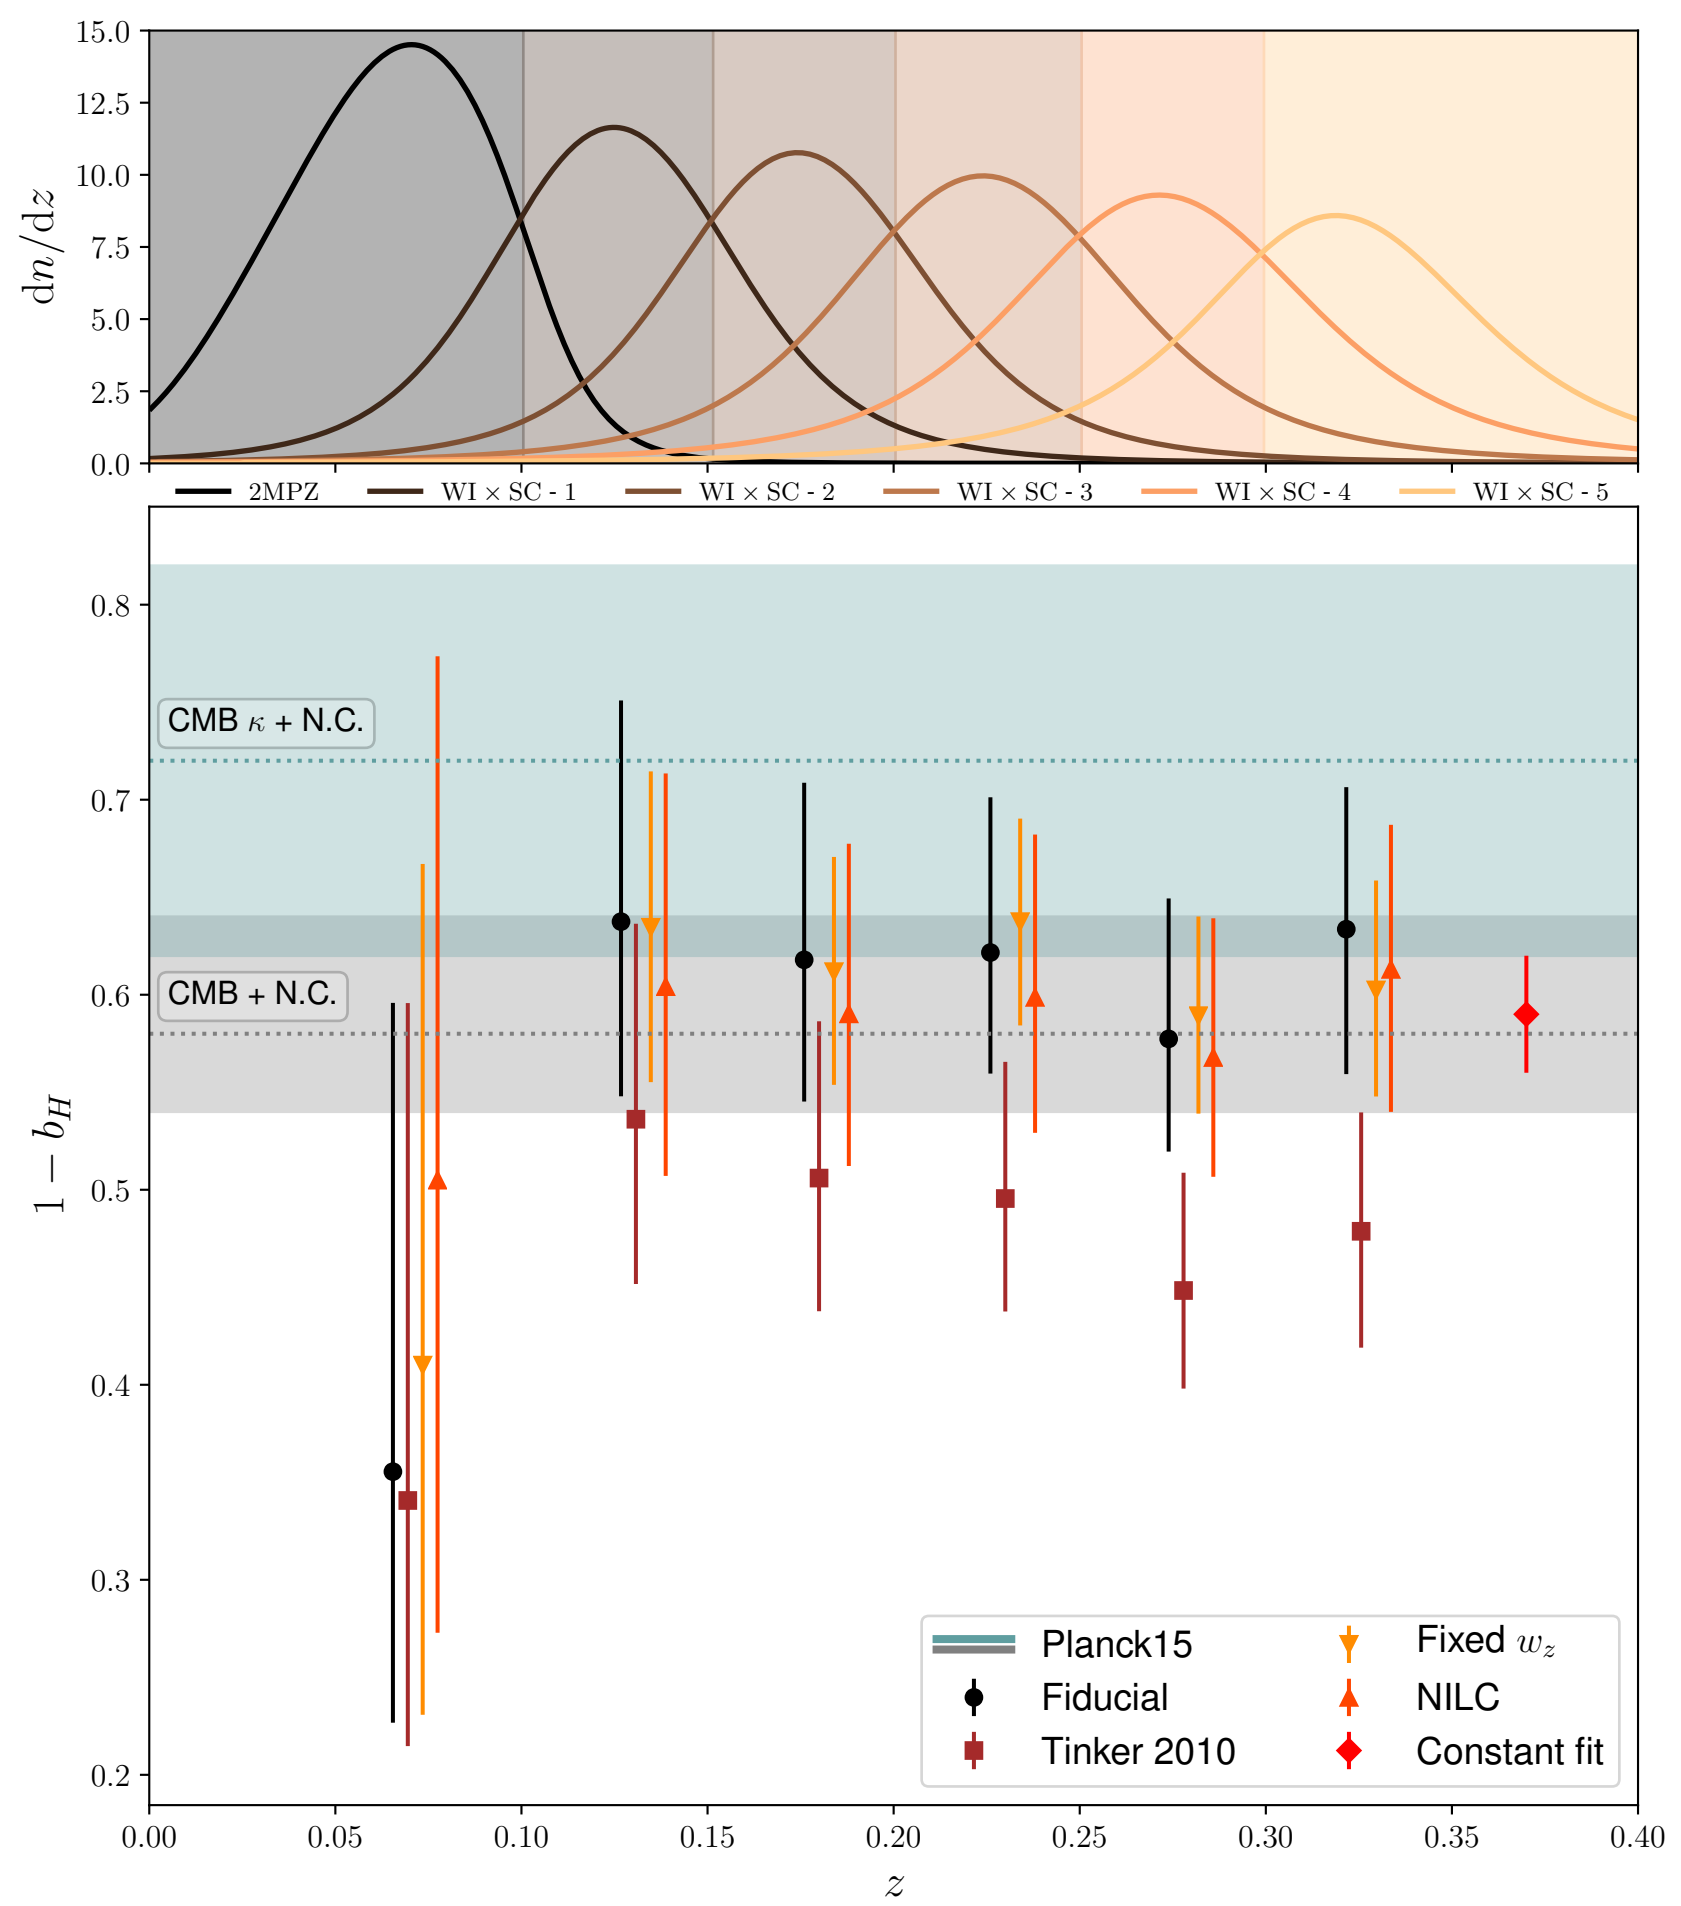 15.0
12.5
10.0
7.5
5.0
2.5
0.0
dn/dz
2MPZ WI × SC - 1 WI × SC - 2 WI × SC - 3 WI × SC - 4 WI × SC - 5
0.8
0.7
0.6
0.5
0.4
0.3
0.2
1 − b_H
CMB κ + N.C.
CMB + N.C.
Planck15
Fiducial
Tinker 2010
Fixed w_z
NILC
Constant fit
0.00 0.05 0.10 0.15 0.20 0.25 0.30 0.35 0.40
z